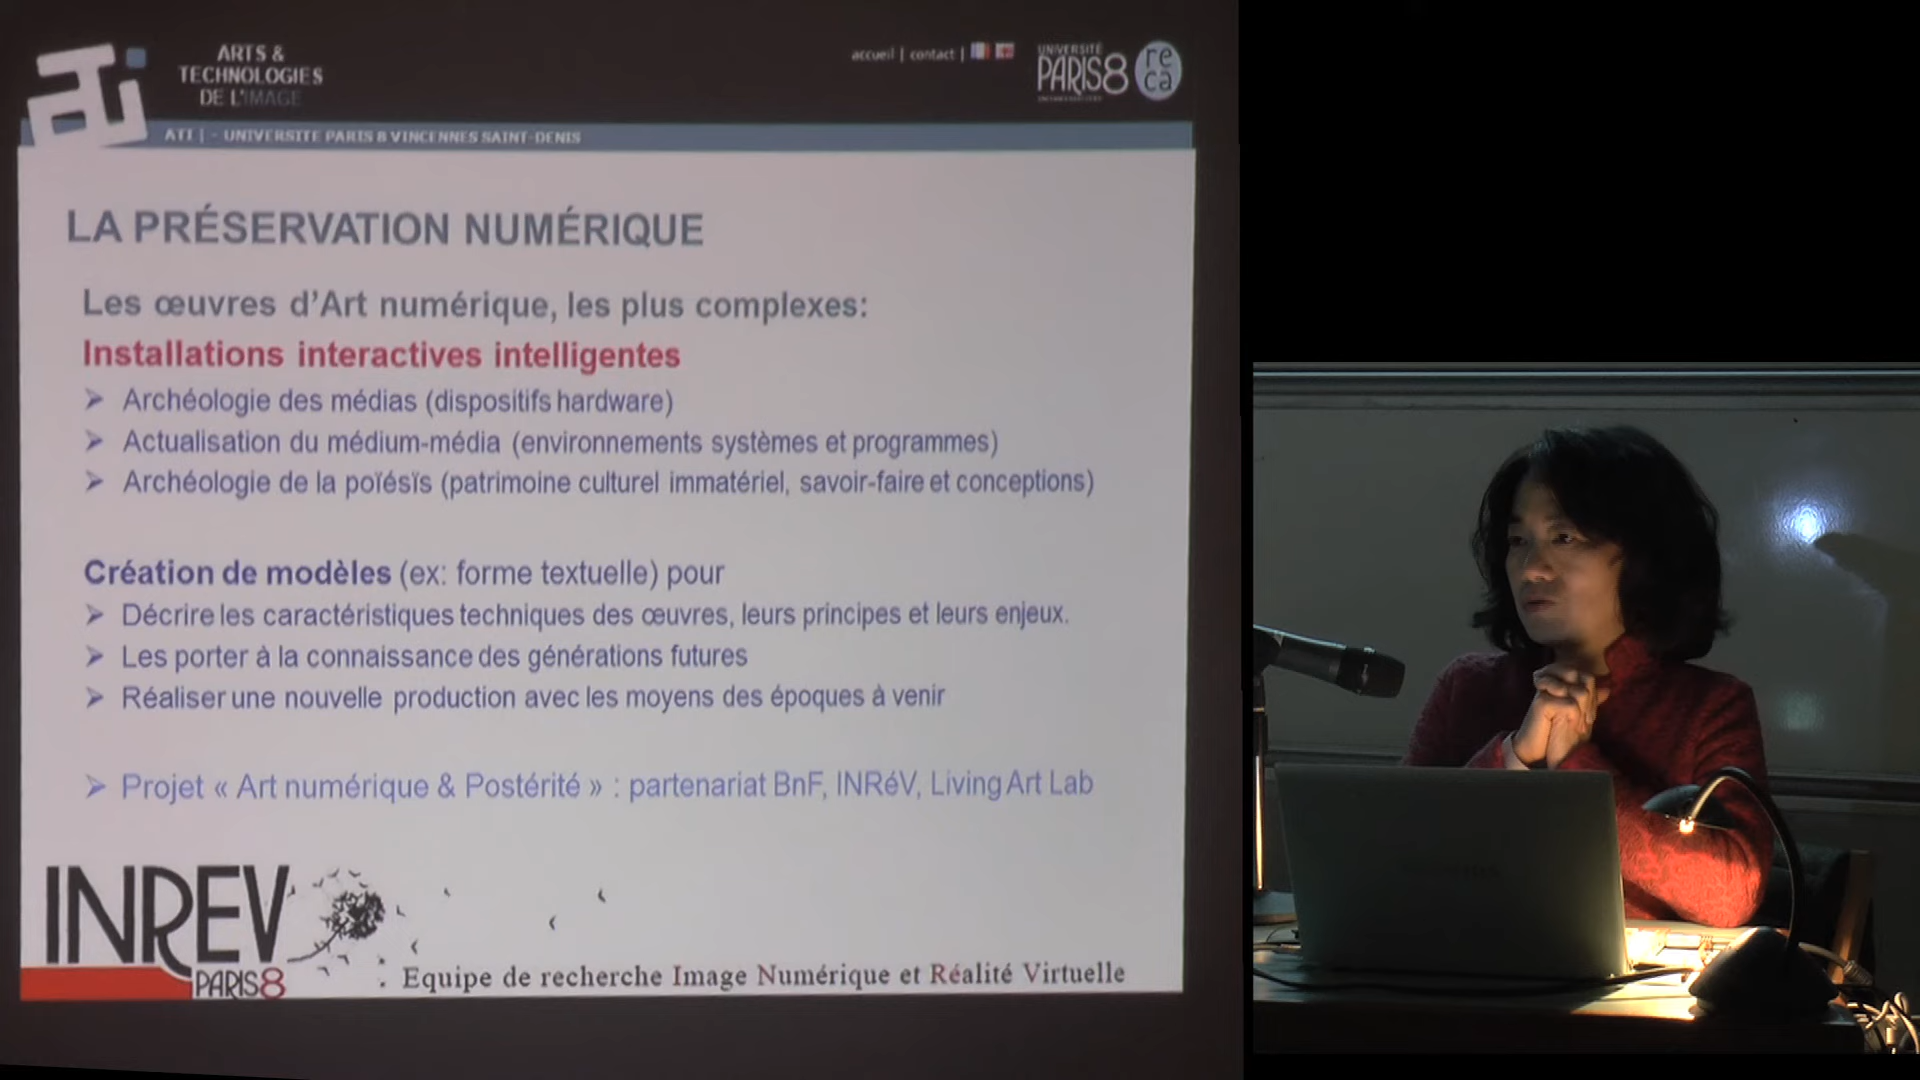 ati
ARTS &
TECHNOLOGIES
DE L'IMAGE
accueil | contact |
UNIVERSITÉ
PARIS8
re
ca
ATI | - UNIVERSITE PARIS 8 VINCENNES SAINT-DENIS
LA PRÉSERVATION NUMÉRIQUE
Les œuvres d’Art numérique, les plus complexes:
Installations interactives intelligentes
➢ Archéologie des médias (dispositifs hardware)
➢ Actualisation du médium-média (environnements systèmes et programmes)
➢ Archéologie de la poïésïs (patrimoine culturel immatériel, savoir-faire et conceptions)
Création de modèles (ex: forme textuelle) pour
➢ Décrire les caractéristiques techniques des œuvres, leurs principes et leurs enjeux.
➢ Les porter à la connaissance des générations futures
➢ Réaliser une nouvelle production avec les moyens des époques à venir
➢ Projet « Art numérique & Postérité » : partenariat BnF, INRéV, Living Art Lab
INREV
PARIS8
Equipe de recherche Image Numérique et Réalité Virtuelle